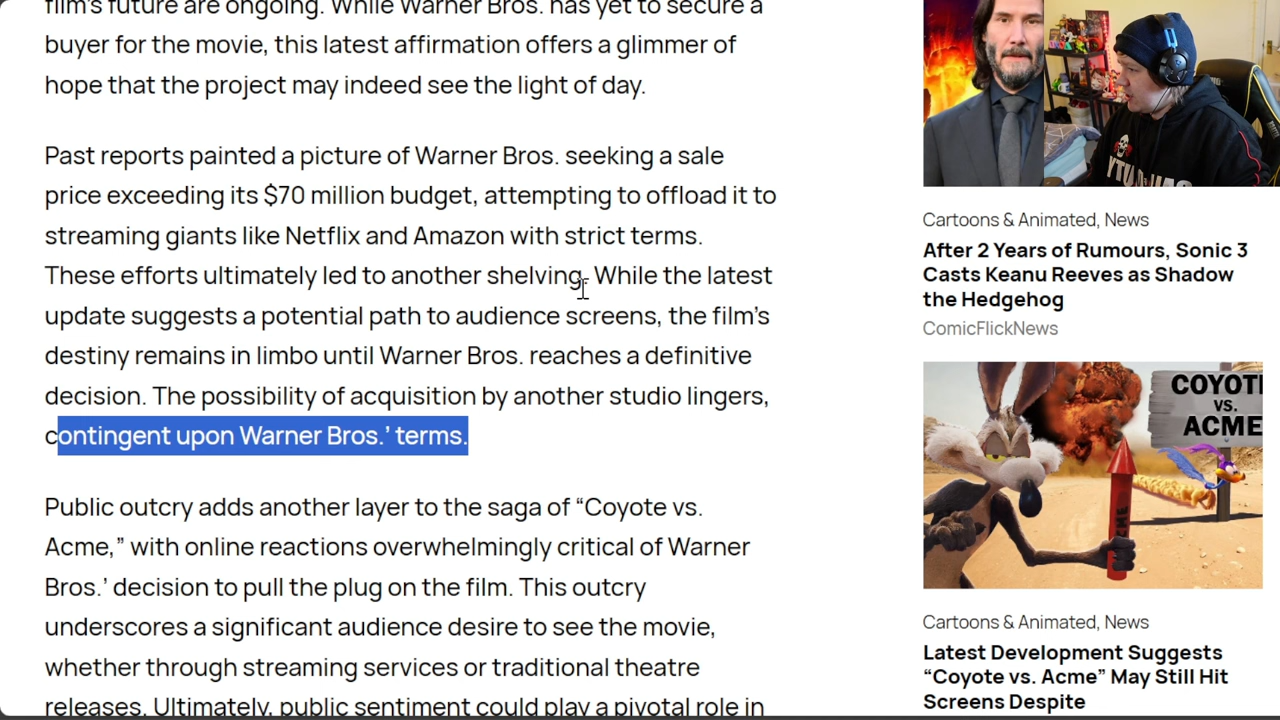 film's future are ongoing. While Warner Bros. has yet to secure a
buyer for the movie, this latest affirmation offers a glimmer of
hope that the project may indeed see the light of day.
Past reports painted a picture of Warner Bros. seeking a sale
price exceeding its $70 million budget, attempting to offload it to
streaming giants like Netflix and Amazon with strict terms.
These efforts ultimately led to another shelving. While the latest
update suggests a potential path to audience screens, the film’s
destiny remains in limbo until Warner Bros. reaches a definitive
decision. The possibility of acquisition by another studio lingers,
contingent upon Warner Bros.’ terms.
Public outcry adds another layer to the saga of “Coyote vs.
Acme,” with online reactions overwhelmingly critical of Warner
Bros.’ decision to pull the plug on the film. This outcry
underscores a significant audience desire to see the movie,
whether through streaming services or traditional theatre
releases. Ultimately, public sentiment could play a pivotal role in
Cartoons & Animated, News
After 2 Years of Rumours, Sonic 3
Casts Keanu Reeves as Shadow
the Hedgehog
ComicFlickNews
COYOTE
VS.
ACME
ACME
Cartoons & Animated, News
Latest Development Suggests
“Coyote vs. Acme” May Still Hit
Screens Despite